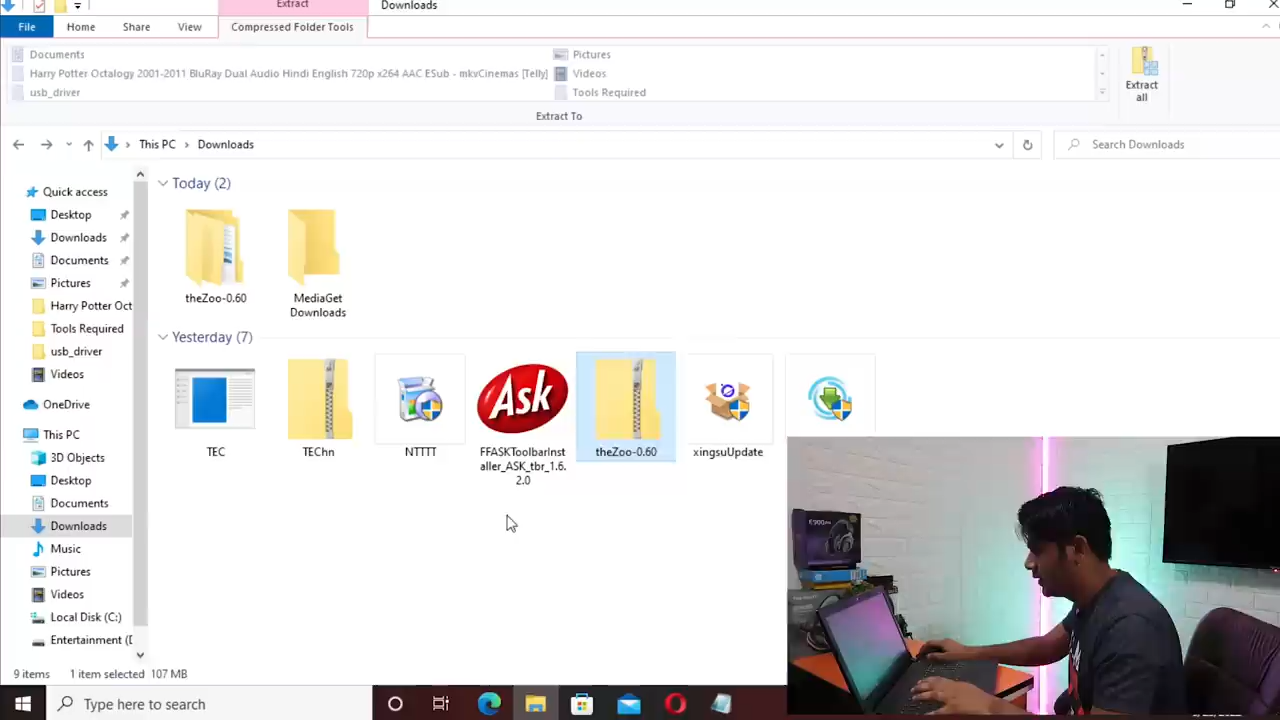 Extract
Downloads
File
Home
Share
View
Compressed Folder Tools
Documents
Pictures
Harry Potter Octalogy 2001-2011 BluRay Dual Audio Hindi English 720p x264 AAC ESub - mkvCinemas [Telly]
Videos
usb_driver
Tools Required
Extract all
Extract To
This PC
Downloads
Search Downloads
Quick access
Desktop
Downloads
Documents
Pictures
Harry Potter Oct
Tools Required
usb_driver
Videos
OneDrive
This PC
3D Objects
Desktop
Downloads
Documents
Music
Pictures
Videos
Local Disk (C:)
Entertainment (D
Today (2)
theZoo-0.60
MediaGet
Downloads
Yesterday (7)
Ask
TEC
TEChn
NTTTT
FFASKToolbarInst
aller_ASK_tbr_1.6.
2.0
theZoo-0.60
xingsuUpdate
9 items
1 item selected 107 MB
Type here to search